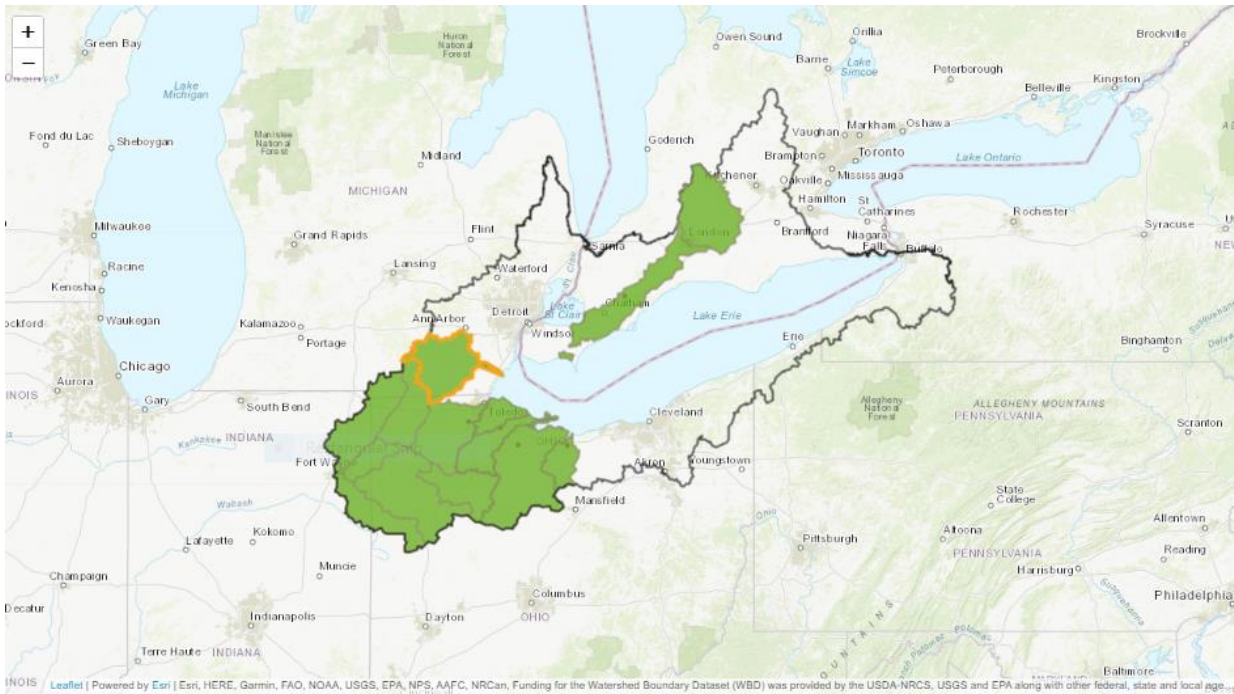 +
−
Green Bay
Lake
Michigan
Huron
National
Forest
Owen Sound
Orillia
Barrie
Lake
Simcoe
Peterborough
Belleville
Kingston
Brockville
Fond du Lac
Sheboygan
Manistee
National
Forest
Midland
MICHIGAN
Goderich
Vaughan
Markham
Oshawa
Brampton
Toronto
Lake Ontario
Oakville
Mississauga
Hamilton
St
Catharines
Brantford
Niagara
Falls
Buffalo
Rochester
Syracuse
Milwaukee
Racine
Kenosha
Waukegan
Grand Rapids
Flint
Sarnia
London
Lansing
Waterford
St Clair
Kalamazoo
Portage
Ann Arbor
Detroit
Lake
St Clair
Chatham
Lake Erie
Erie
Binghamton
Chicago
Aurora
Gary
South Bend
Toledo
Cleveland
Allegheny
National
Forest
ALLEGHENY MOUNTAINS
PENNSYLVANIA
Scranton
Kankakee
INDIANA
Akron
Youngstown
Mansfield
Wabash
Ohio
State
College
Allentown
Lafayette
Kokomo
Muncie
Pittsburgh
Altoona
PENNSYLVANIA
Reading
Harrisburg
Susquehanna
Champaign
Decatur
Indianapolis
Dayton
Columbus
OHIO
Philadelphia
Terre Haute
INDIANA
Potomac
Baltimore
Leaflet | Powered by Esri | Esri, HERE, Garmin, FAO, NOAA, USGS, EPA, NPS, AAFC, NRCan, Funding for the Watershed Boundary Dataset (WBD) was provided by the USDA-NRCS, USGS and EPA along with other federal, state and local age...